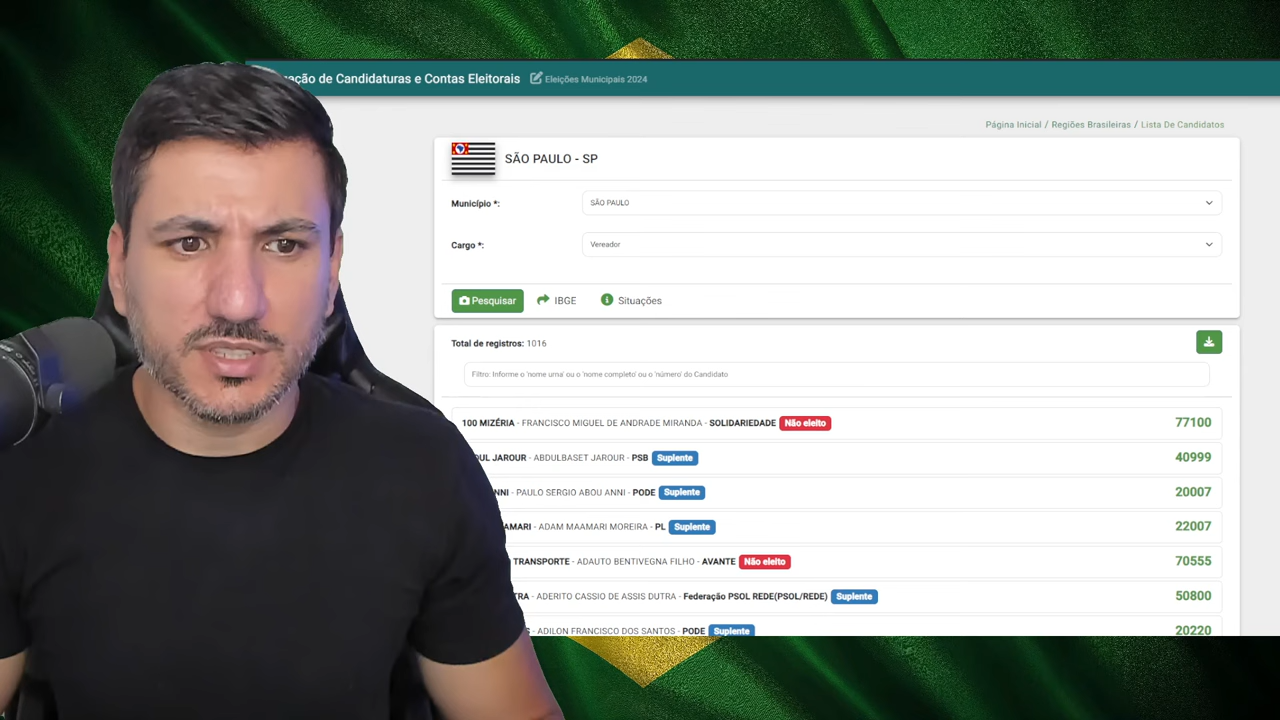 de Candidaturas e Contas Eleitorais Eleições Municipais 2024
Página Inicial / Regiões Brasileiras / Lista De Candidatos
SÃO PAULO - SP
Município *: SÃO PAULO
Cargo *: Vereador
Pesquisar IBGE Situações
Total de registros: 1016
Filtro: Informe o 'nome urna' ou o 'nome completo' ou o 'número' do Candidato
100 MIZÉRIA - FRANCISCO MIGUEL DE ANDRADE MIRANDA - SOLIDARIEDADE Não eleito 77100
JAROUR - ABDULBASET JAROUR - PSB Suplente 40999
- PAULO SERGIO ABOU ANNI - PODE Suplente 20007
- ADAM MAAMARI MOREIRA - PL Suplente 22007
TRANSPORTE - ADAUTO BENTIVEGNA FILHO - AVANTE Não eleito 70555
- ADERITO CASSIO DE ASSIS DUTRA - Federação PSOL REDE(PSOL/REDE) Suplente 50800
- ADILON FRANCISCO DOS SANTOS - PODE Suplente 20220